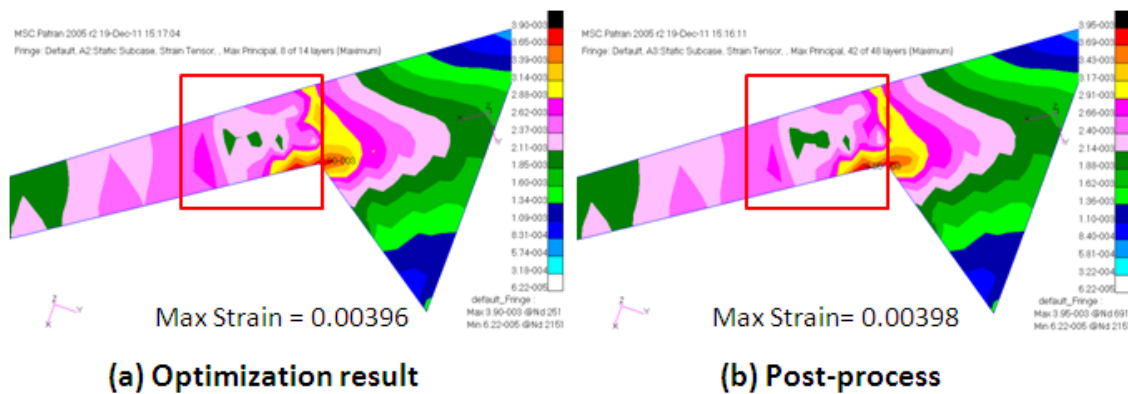 MSC.Patran 2005 r2 19-Dec-11 15:17:04
Fringe: Default, A2:Static Subcase, Strain Tensor, , Max Principal, 8 of 14 layers (Maximum)
3.90-003
3.65-003
3.39-003
3.14-003
2.88-003
2.62-003
2.37-003
2.11-003
1.85-003
1.60-003
1.34-003
1.09-003
8.31-004
5.74-004
3.18-004
6.22-005
Z
Y
X
default_Fringe :
Max 3.90-003 @Nd 251
Min 6.22-005 @Nd 2151
Max Strain = 0.00396
(a) Optimization result
MSC.Patran 2005 r2 19-Dec-11 15:16:11
Fringe: Default, A3:Static Subcase, Strain Tensor, , Max Principal, 42 of 48 layers (Maximum)
3.95-003
3.69-003
3.43-003
3.17-003
2.91-003
2.66-003
2.40-003
2.14-003
1.88-003
1.62-003
1.36-003
1.10-003
8.40-004
5.81-004
3.22-004
6.22-005
Z
Y
X
default_Fringe :
Max 3.95-003 @Nd 691
Min 6.22-005 @Nd 215
Max Strain= 0.00398
(b) Post-process